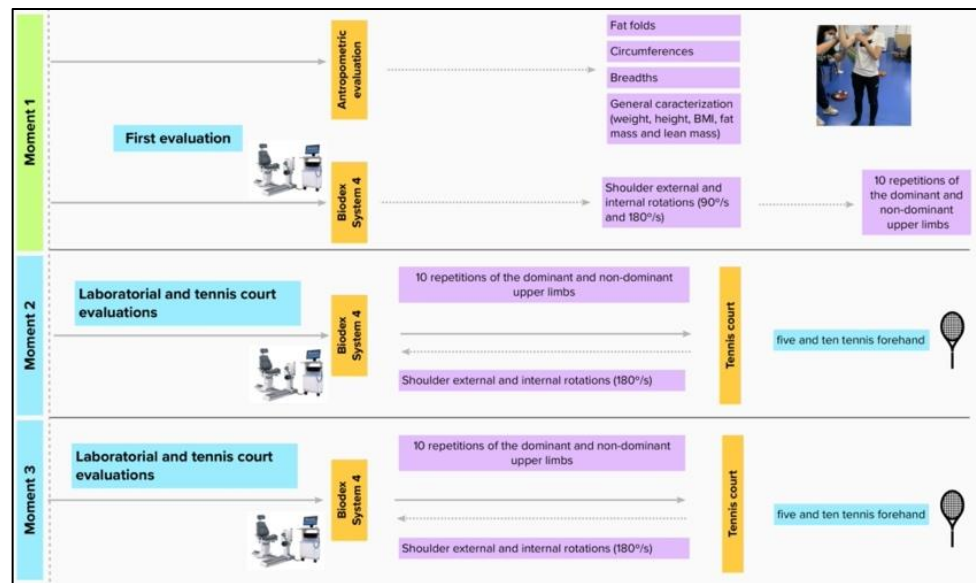 Moment 1
Antropometric
evaluation
Fat folds
Circumferences
Breadths
General caracterization
(weight, height, BMI, fat
mass and lean mass)
First evaluation
Biodex
System 4
Shoulder external and
internal rotations (90º/s
and 180º/s)
10 repetitions of
the dominant and
non-dominant
upper limbs
Moment 2
Laboratorial and tennis court
evaluations
Biodex
System 4
10 repetitions of the dominant and non-dominant
upper limbs
Shoulder external and internal rotations (180º/s)
Tennis court
five and ten tennis forehand
Moment 3
Laboratorial and tennis court
evaluations
Biodex
System 4
10 repetitions of the dominant and non-dominant
upper limbs
Shoulder external and internal rotations (180º/s)
Tennis court
five and ten tennis forehand